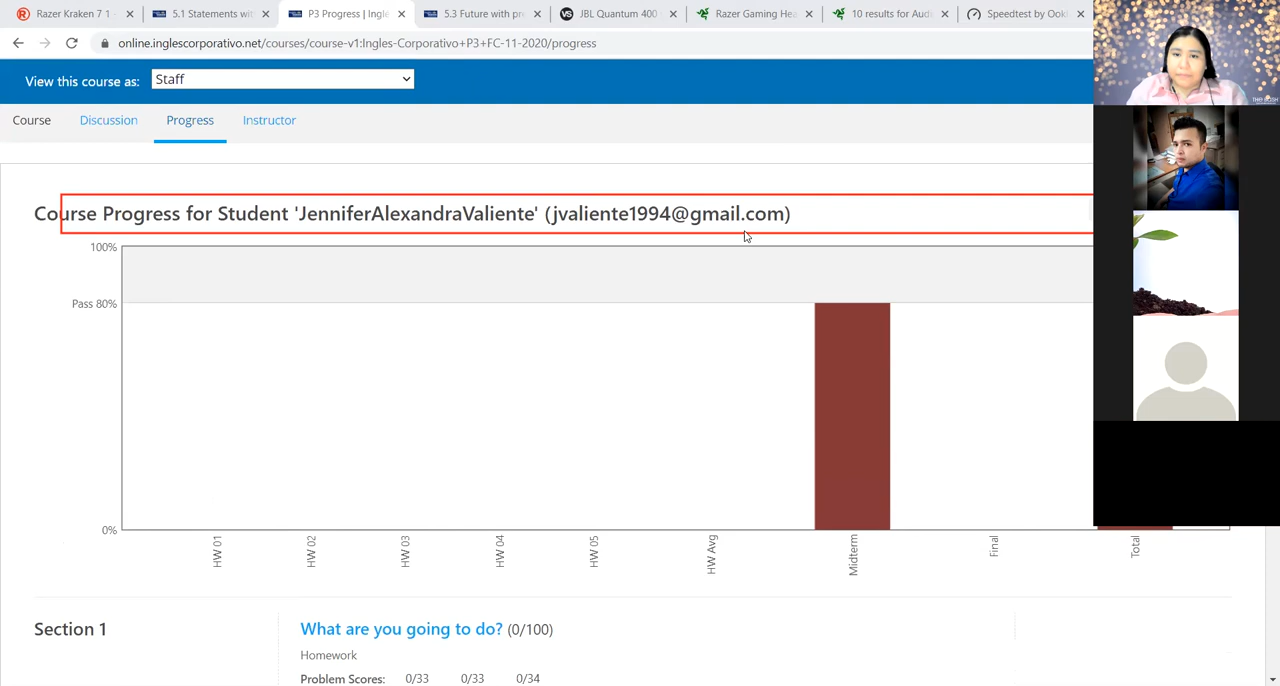 Razer Kraken 7 1 -
5.1 Statements wit
P3 Progress | Ingle
5.3 Future with pr
JBL Quantum 400
Razer Gaming Hea
10 results for Aud
Speedtest by Ookl
online.inglescorporativo.net/courses/course-v1:Ingles-Corporativo+P3+FC-11-2020/progress
View this course as:
Staff
Course
Discussion
Progress
Instructor
Course Progress for Student 'JenniferAlexandraValiente' (jvaliente1994@gmail.com)
100%
Pass 80%
0%
HW 01
HW 02
HW 03
HW 04
HW 05
HW Avg
Midterm
Final
Total
Section 1
What are you going to do? (0/100)
Homework
Problem Scores: 0/33 0/33 0/34